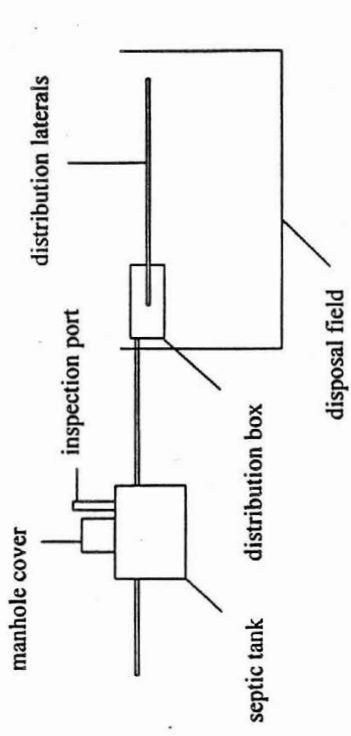 manhole cover
inspection port
distribution laterals
septic tank
distribution box
disposal field